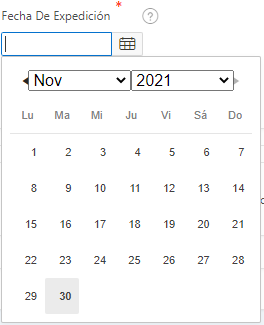 Fecha De Expedición * ?
Nov 2021
Lu Ma Mi Ju Vi Sá Do
1 2 3 4 5 6 7
8 9 10 11 12 13 14
15 16 17 18 19 20 21
22 23 24 25 26 27 28
29 30